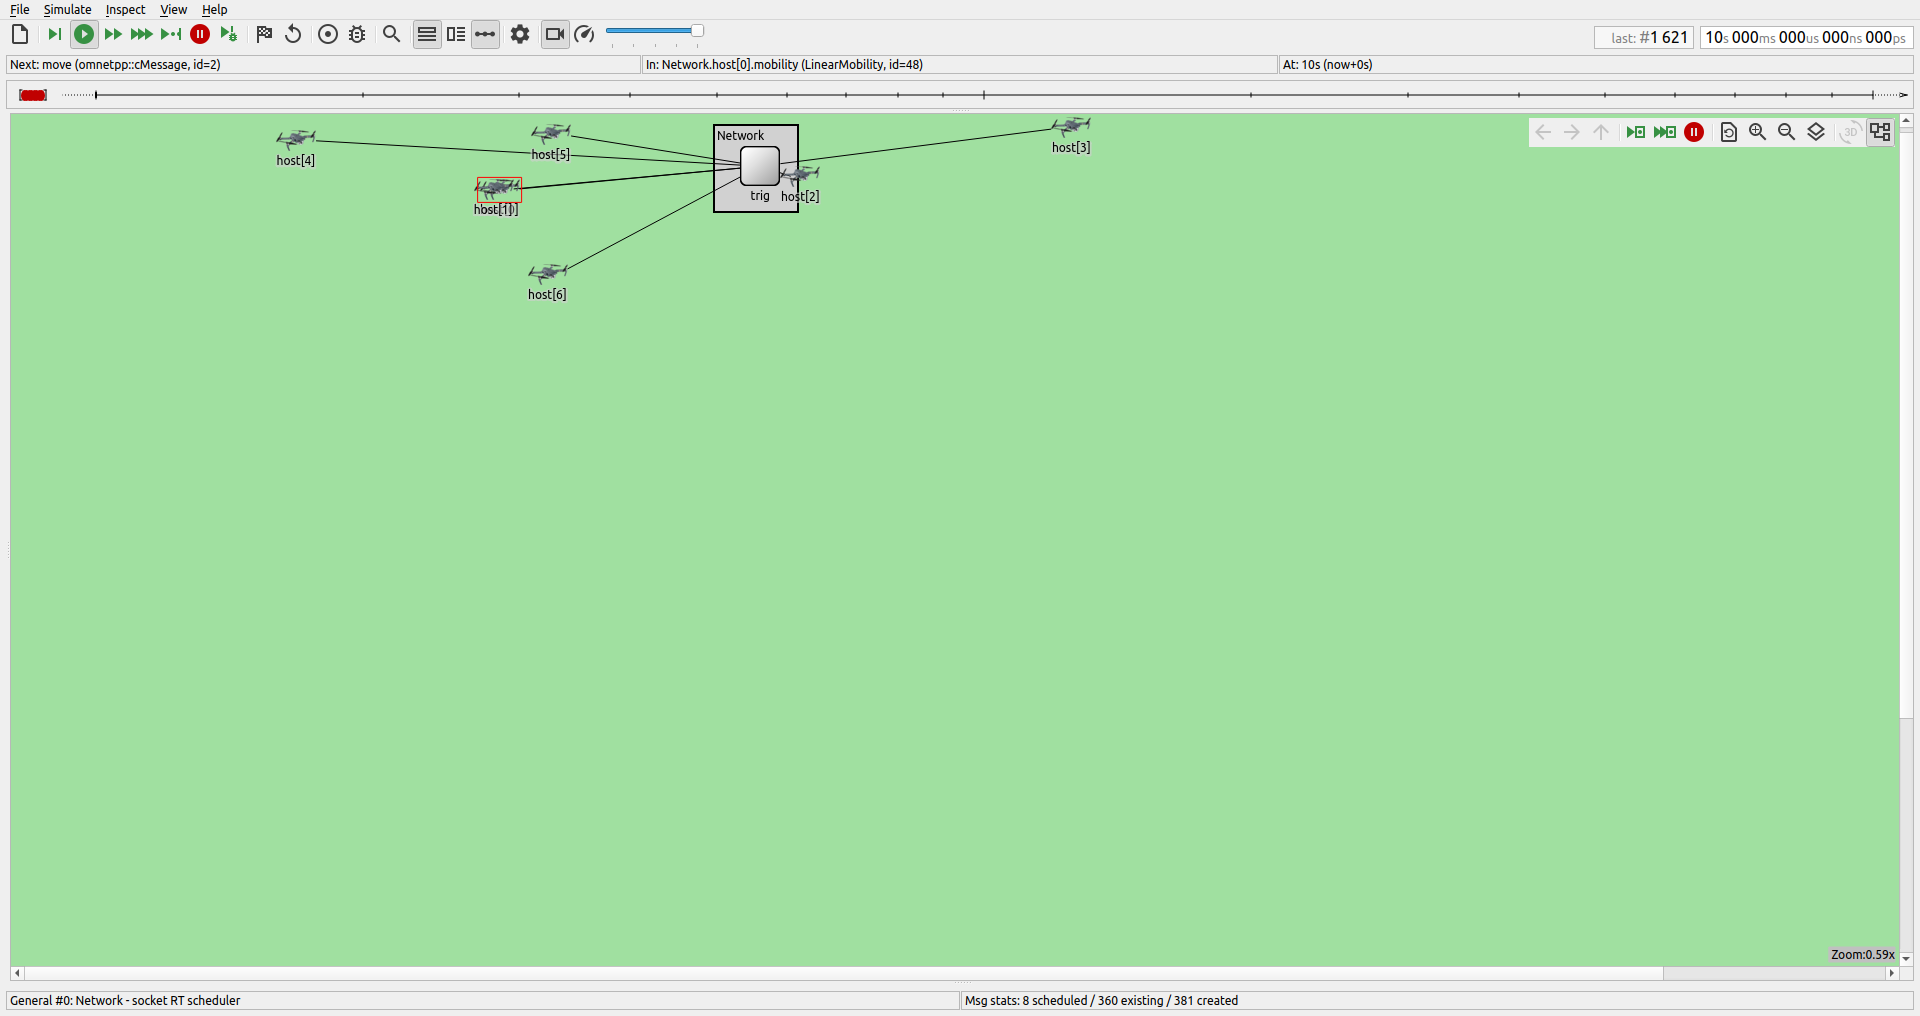 File Simulate Inspect View Help
last: #1 621 10s 000ms 000us 000ns 000ps
Next: move (omnetpp::cMessage, id=2) In: Network.host[0].mobility (LinearMobility, id=48) At: 10s (now+0s)
host[3]
3D
Network
host[4]
host[5]
trig
host[2]
host[1]
host[6]
Zoom:0.59x
General #0: Network - socket RT scheduler Msg stats: 8 scheduled / 360 existing / 381 created